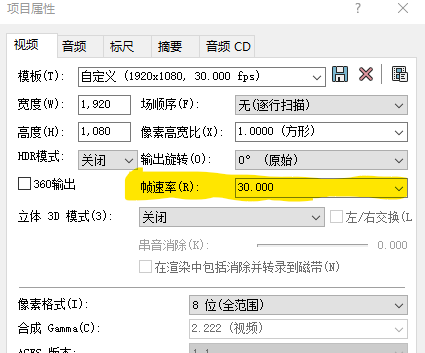 项目属性
视频 音频 标尺 摘要 音频 CD
模板(T): 自定义 (1920x1080, 30.000 fps)
宽度(W): 1,920 场顺序(F): 无(逐行扫描)
高度(H): 1,080 像素高宽比(X): 1.0000 (方形)
HDR模式: 关闭 输出旋转(O): 0° (原始)
360输出 帧速率(R): 30.000
立体 3D 模式(3): 关闭 左/右交换(L
串音消除(K): 0.000
在渲染中包括消除并转录到磁带(N)
像素格式(I): 8 位(全范围)
合成 Gamma(C): 2.222 (视频)
ACES 版本: 1.1